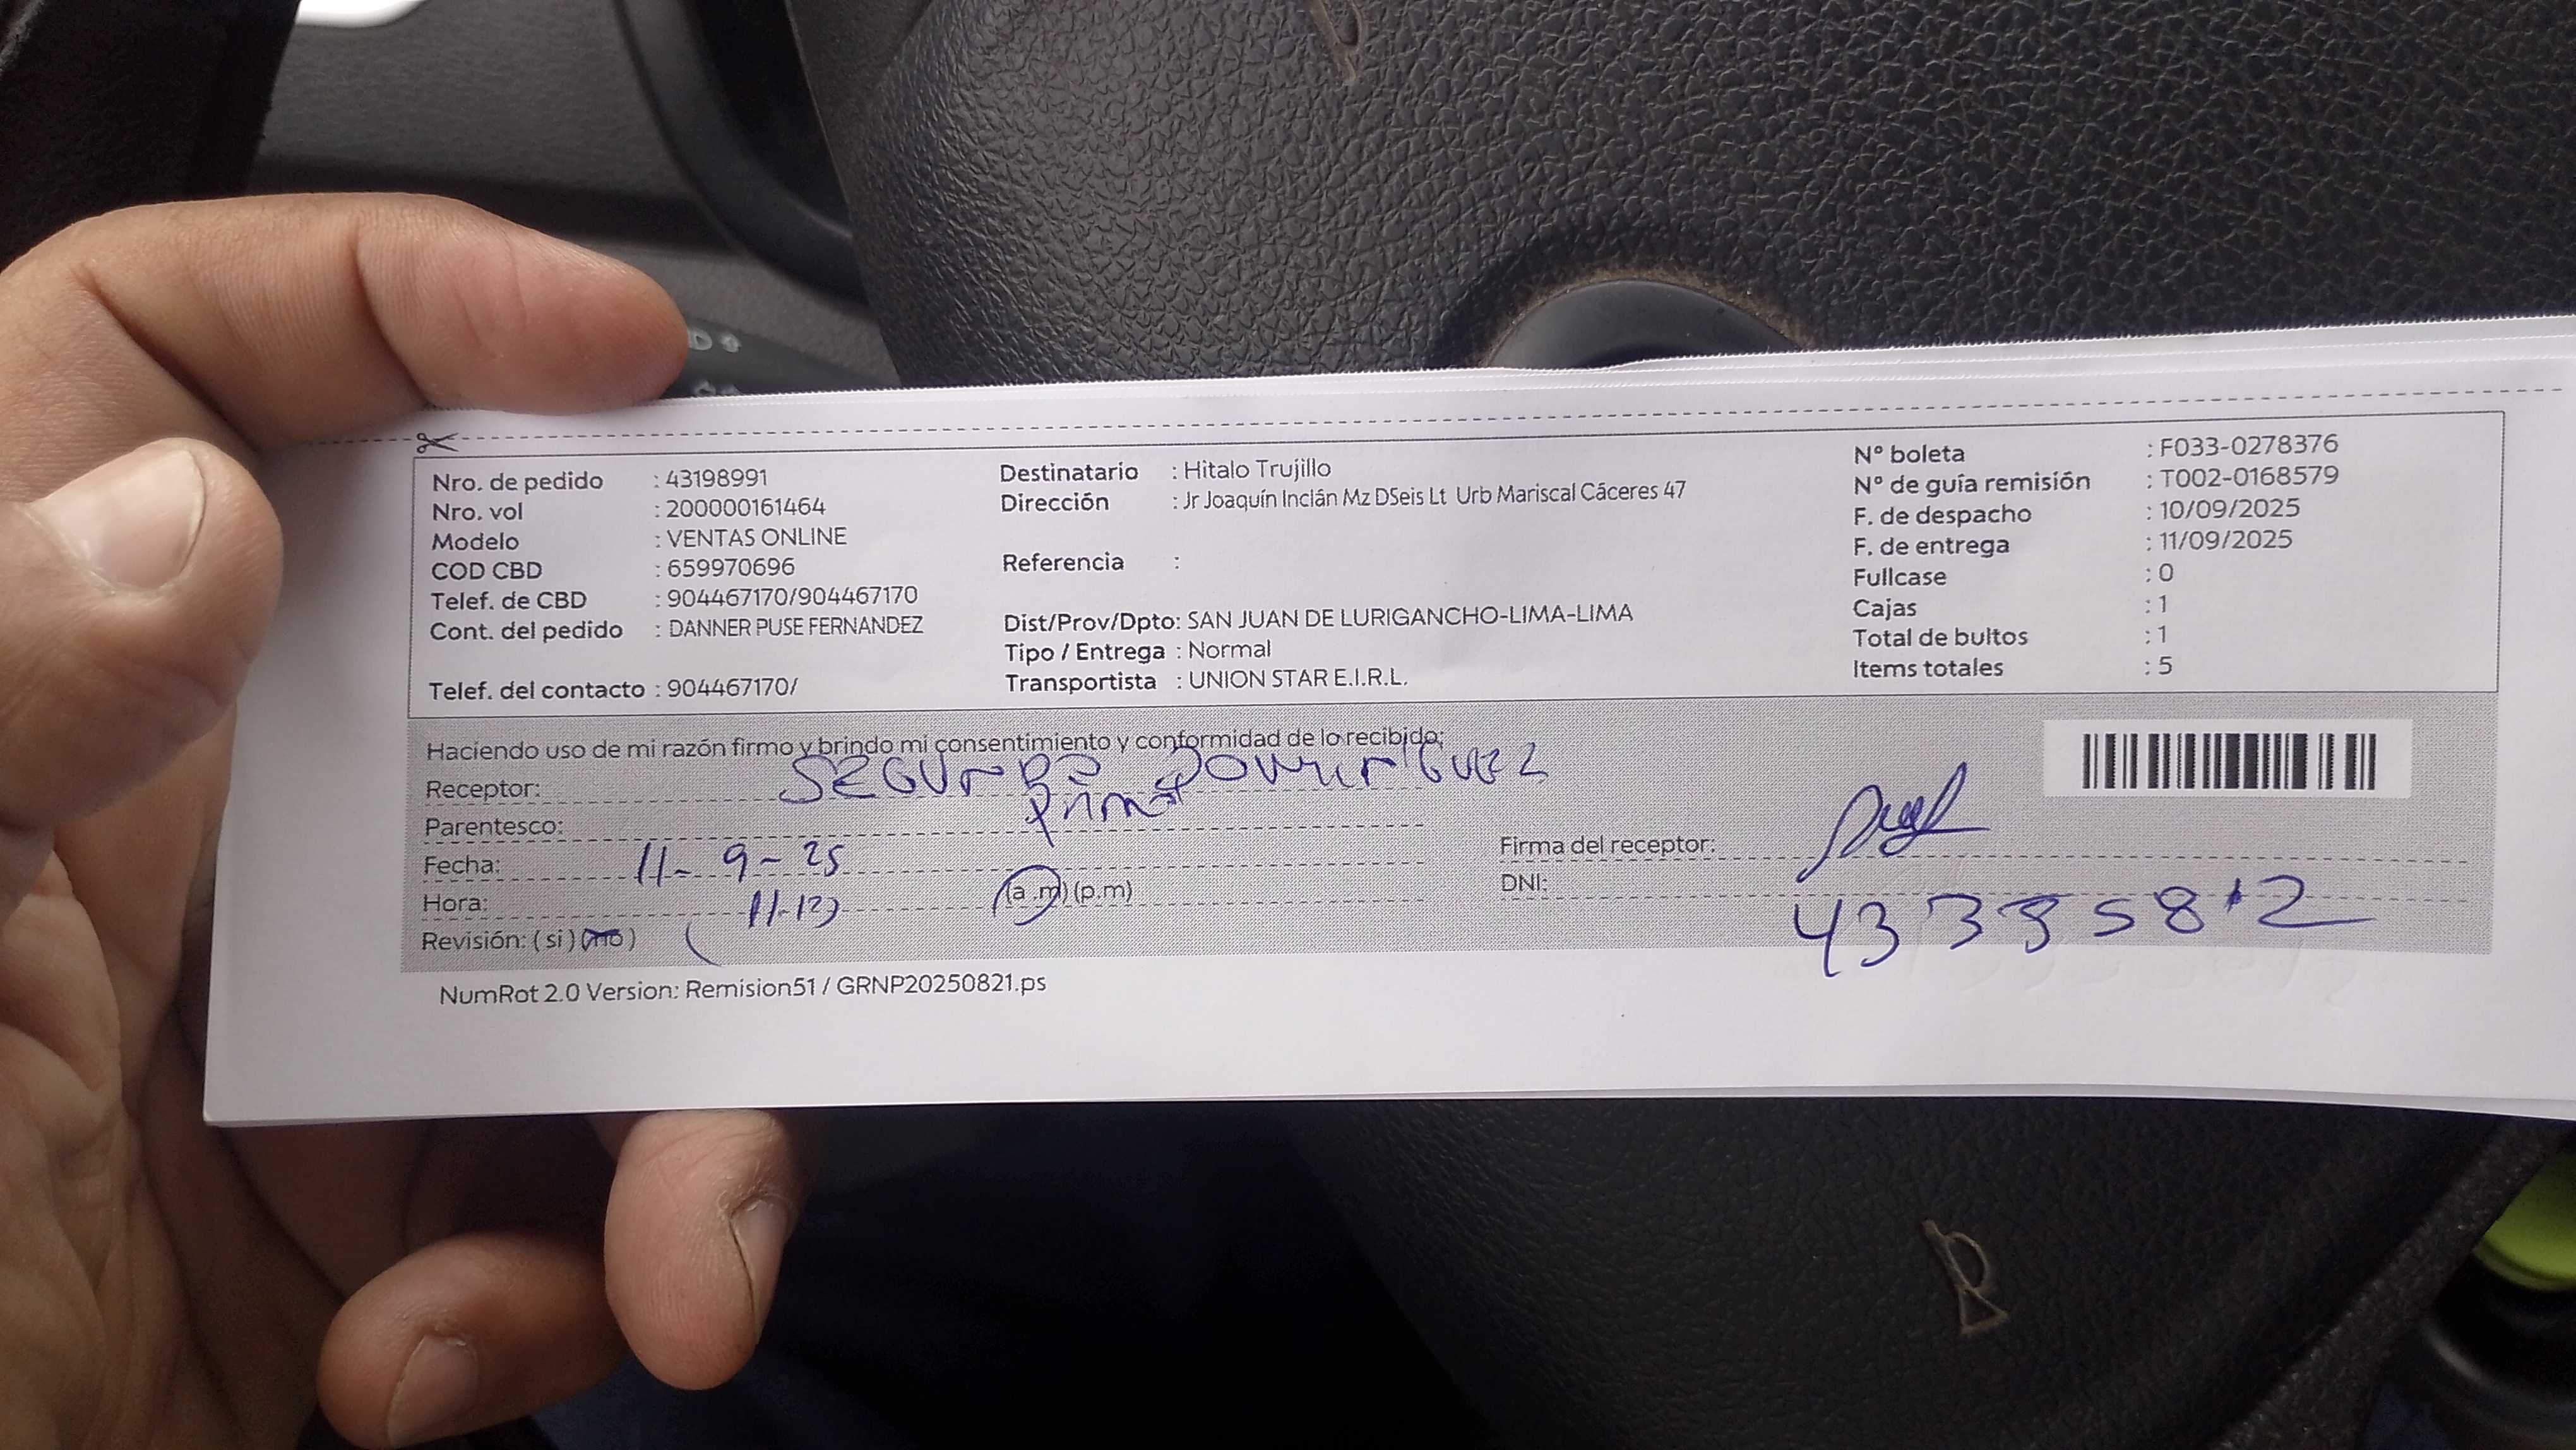 Nro. de pedido : 43198991
Nro. vol : 200000161464
Modelo : VENTAS ONLINE
COD CBD : 659970696
Telef. de CBD : 904467170/904467170
Cont. del pedido : DANNER PUSE FERNANDEZ
Telef. del contacto : 904467170/
Destinatario : Hitalo Trujillo
Dirección : Jr Joaquín Inclán Mz DSeis Lt Urb Mariscal Cáceres 47
Referencia :
Dist/Prov/Dpto: SAN JUAN DE LURIGANCHO-LIMA-LIMA
Tipo / Entrega : Normal
Transportista : UNION STAR E.I.R.L.
N° boleta : F033-0278376
N° de guía remisión : T002-0168579
F. de despacho : 10/09/2025
F. de entrega : 11/09/2025
Fullcase : 0
Cajas : 1
Total de bultos : 1
Items totales : 5
Haciendo uso de mi razón firmo y brindo mi consentimiento y conformidad de lo recibido:
Receptor:
Parentesco:
Fecha: 11-9-25
Hora: (a.m) (p.m)
Revisión: (si) (no)
Firma del receptor:
DNI:
NumRot 2.0 Version: Remision51 / GRNP20250821.ps